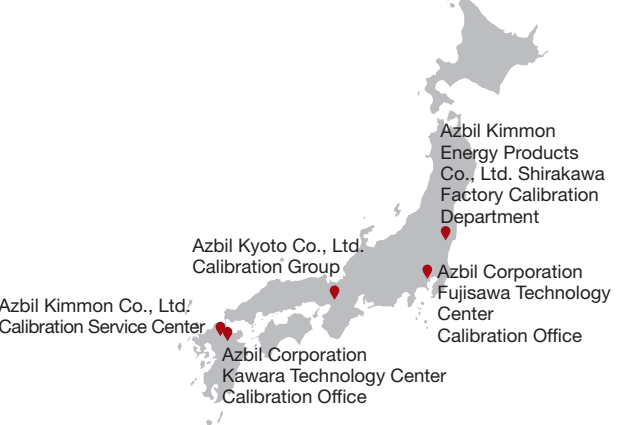 Azbil Kimmon
Energy Products
Co., Ltd. Shirakawa
Factory Calibration
Department
Azbil Kyoto Co., Ltd.
Calibration Group
Azbil Corporation
Fujisawa Technology
Center
Calibration Office
Azbil Kimmon Co., Ltd.
Calibration Service Center
Azbil Corporation
Kawara Technology Center
Calibration Office